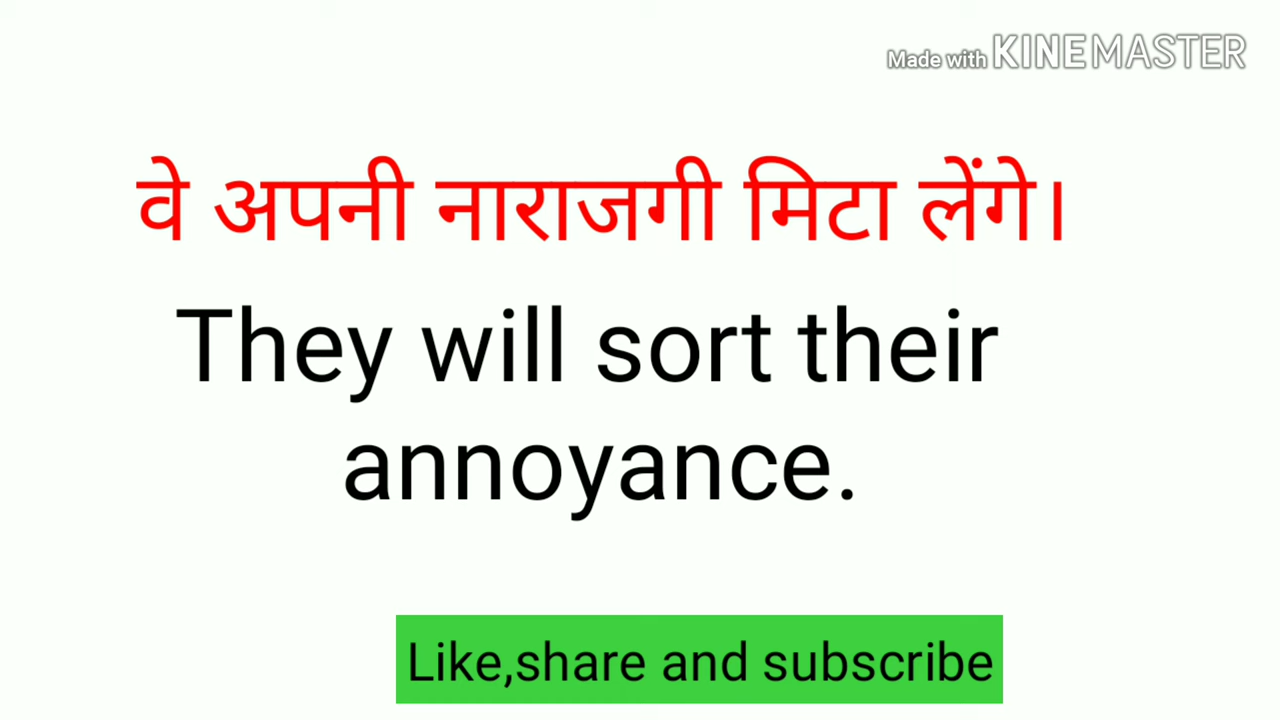 Made with KINEMASTER
वे अपनी नाराजगी मिटा लेंगे।
They will sort their
annoyance.
Like,share and subscribe